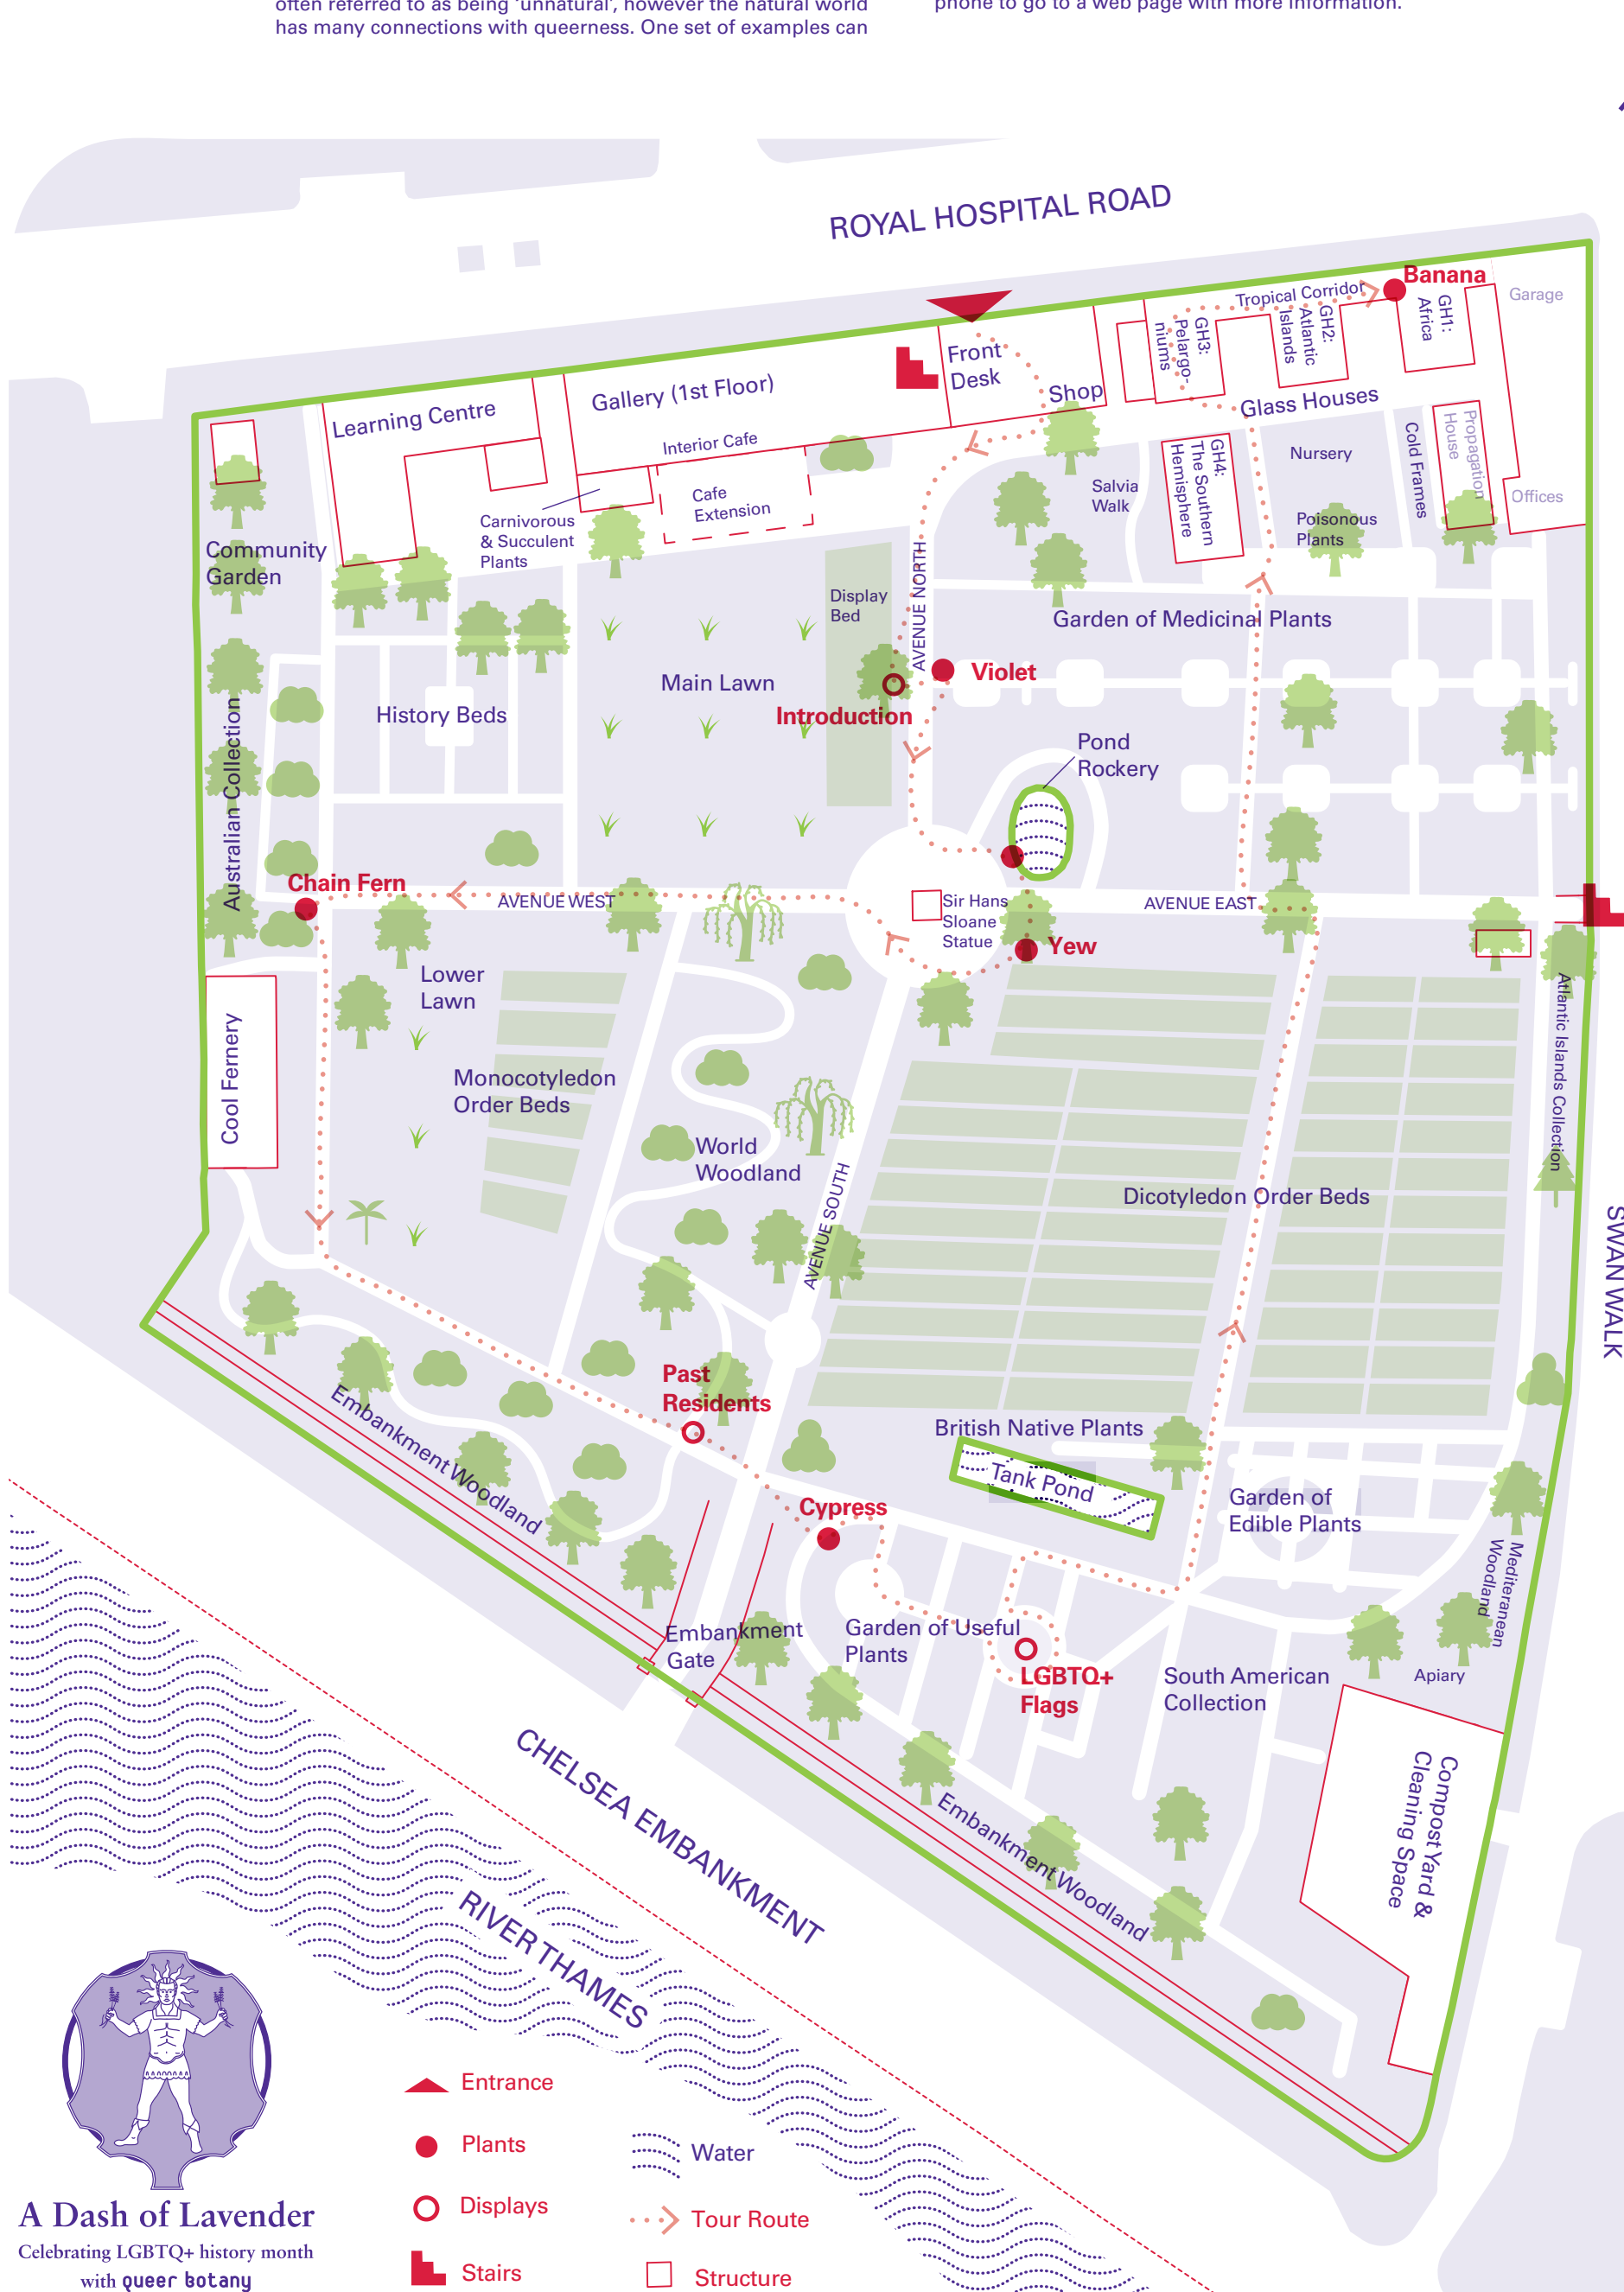 often referred to as being ‘unnatural’, however the natural world
has many connections with queerness. One set of examples can
phone to go to a web page with more information.
ROYAL HOSPITAL ROAD
Banana
Garage
Tropical Corridor
GH1:
Africa
GH2:
Atlantic
Islands
GH3:
Pelargo-
niums
Front
Desk
Shop
Glass Houses
Gallery (1st Floor)
Learning Centre
Interior Cafe
Cafe
Extension
Carnivorous
& Succulent
Plants
Salvia
Walk
GH4:
The Southern
Hemisphere
Nursery
Poisonous
Plants
Cold Frames
Propagation
House
Offices
Community
Garden
Display
Bed
AVENUE NORTH
Garden of Medicinal Plants
Violet
Main Lawn
Introduction
History Beds
Pond
Rockery
Australian Collection
Chain Fern
AVENUE WEST
Sir Hans
Sloane
Statue
AVENUE EAST
Yew
Lower
Lawn
Cool Fernery
Monocotyledon
Order Beds
World
Woodland
AVENUE SOUTH
Dicotyledon Order Beds
Atlantic Islands Collection
SWAN WALK
Past
Residents
Embankment Woodland
British Native Plants
Tank Pond
Cypress
Garden of
Edible Plants
Mediteranean
Woodland
Embankment
Gate
Garden of Useful
Plants
LGBTQ+
Flags
South American
Collection
Apiary
Compost Yard &
Cleaning Space
Embankment Woodland
CHELSEA EMBANKMENT
RIVER THAMES
Entrance
Plants
Displays
Stairs
Water
Tour Route
Structure
A Dash of Lavender
Celebrating LGBTQ+ history month
with queer botany